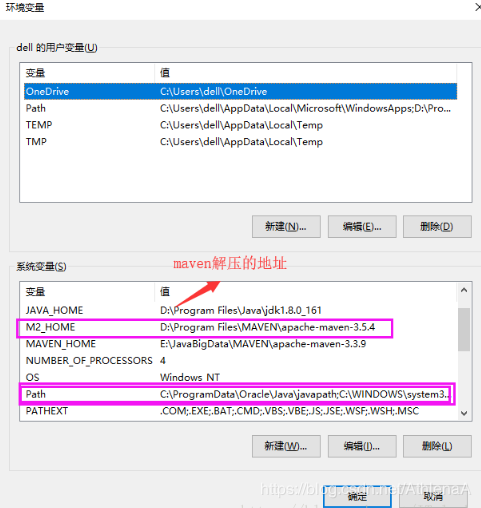 环境变量
dell 的用户变量(U)
变量 值
OneDrive C:\Users\dell\OneDrive
Path C:\Users\dell\AppData\Local\Microsoft\WindowsApps;D:\Pro...
TEMP C:\Users\dell\AppData\Local\Temp
TMP C:\Users\dell\AppData\Local\Temp
新建(N)... 编辑(E)... 删除(D)
maven解压的地址
系统变量(S)
变量 值
JAVA_HOME D:\Program Files\Java\jdk1.8.0_161
M2_HOME D:\Program Files\MAVEN\apache-maven-3.5.4
MAVEN_HOME E:\JavaBigData\MAVEN\apache-maven-3.3.9
NUMBER_OF_PROCESSORS 4
OS Windows_NT
Path C:\ProgramData\Oracle\Java\javapath;C:\WINDOWS\system3...
PATHEXT .COM;.EXE;.BAT;.CMD;.VBS;.VBE;.JS;.JSE;.WSF;.WSH;.MSC
新建(W)... 编辑(I)... 删除(L)
确定 取消